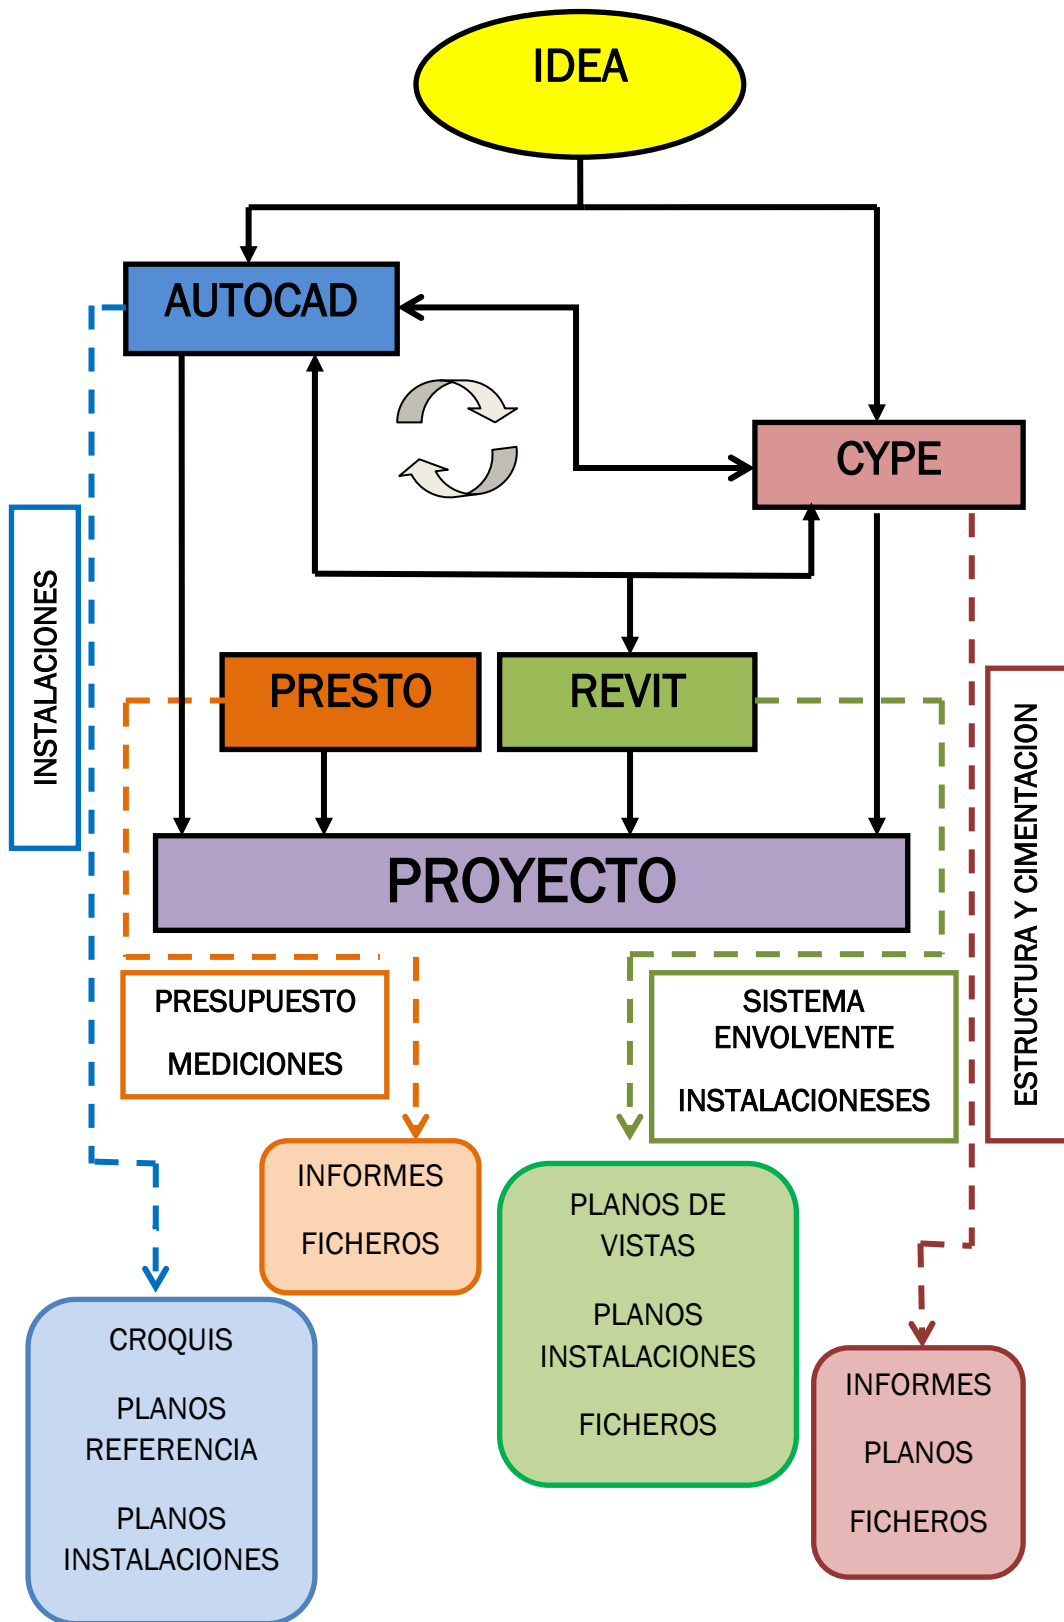 IDEA
AUTOCAD
CYPE
INSTALACIONES
PRESTO
REVIT
ESTRUCTURA Y CIMENTACION
PROYECTO
PRESUPUESTO
MEDICIONES
SISTEMA
ENVOLVENTE
INSTALACIONESES
INFORMES
FICHEROS
PLANOS DE
VISTAS
PLANOS
INSTALACIONES
FICHEROS
CROQUIS
PLANOS
REFERENCIA
PLANOS
INSTALACIONES
INFORMES
PLANOS
FICHEROS